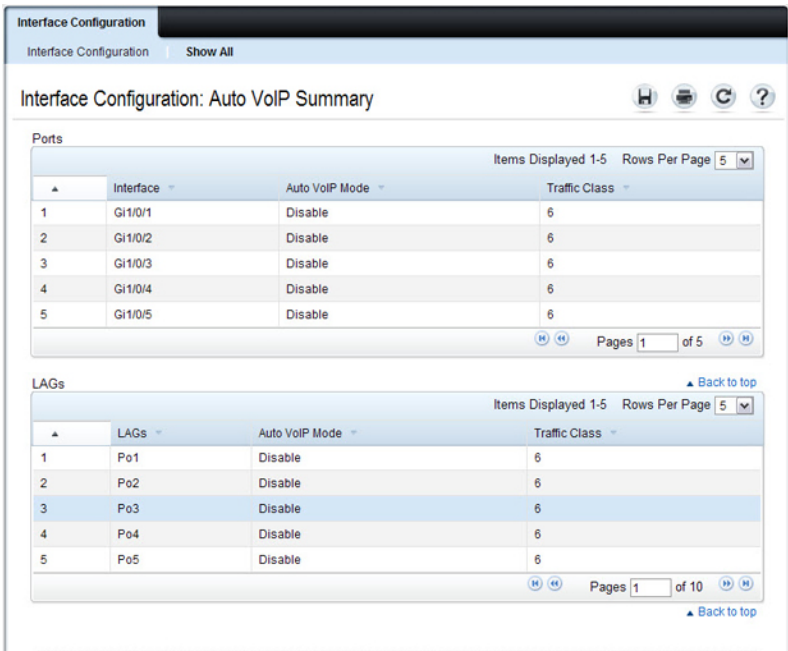 Interface Configuration
Interface Configuration Show All
Interface Configuration: Auto VoIP Summary
Ports
Items Displayed 1-5 Rows Per Page 5
Interface Auto VoIP Mode Traffic Class
1 Gi1/0/1 Disable 6
2 Gi1/0/2 Disable 6
3 Gi1/0/3 Disable 6
4 Gi1/0/4 Disable 6
5 Gi1/0/5 Disable 6
Pages 1 of 5
LAGs Back to top
Items Displayed 1-5 Rows Per Page 5
LAGs Auto VoIP Mode Traffic Class
1 Po1 Disable 6
2 Po2 Disable 6
3 Po3 Disable 6
4 Po4 Disable 6
5 Po5 Disable 6
Pages 1 of 10
Back to top